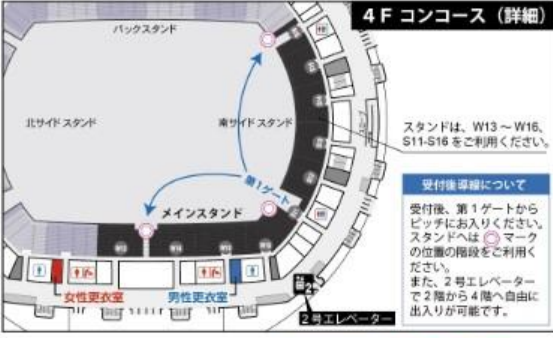 4F コンコース（詳細）
バックスタンド
北サイド スタンド
南サイド スタンド
スタンドは、W13 ～ W16、
S11-S16 をご利用ください。
第1ゲート
メインスタンド
受付後導線について
受付後、第1ゲートから
ピッチにお入りください。
スタンドへは ◎ マーク
の位置の階段をご利用く
ださい。
また、2号エレベーター
で2階から4階へ自由に
出入りが可能です。
女性更衣室
男性更衣室
2号エレベーター